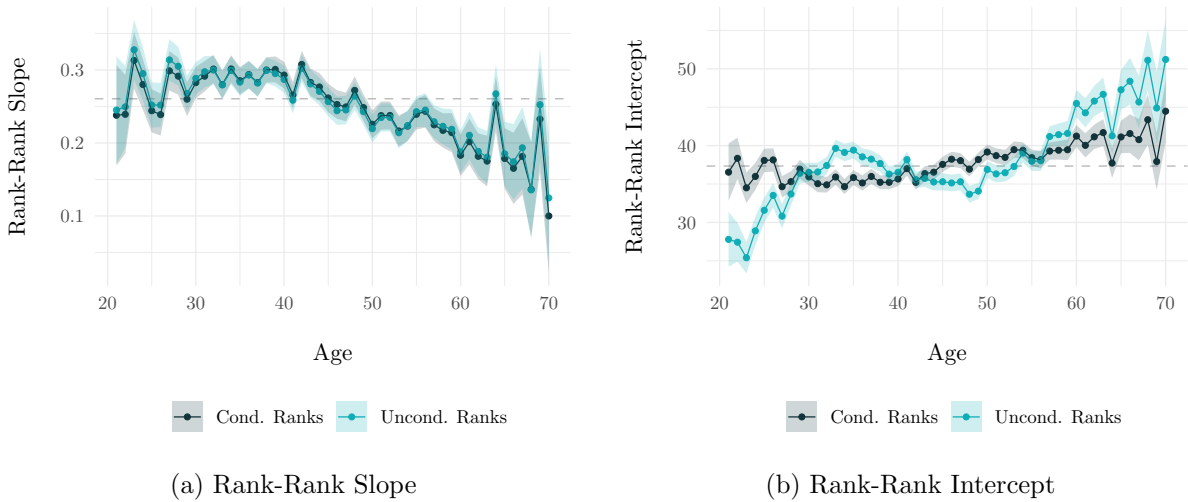 Rank-Rank Slope
0.3
0.2
0.1
20 30 40 50 60 70
Age
Cond. Ranks Uncond. Ranks
(a) Rank-Rank Slope
Rank-Rank Intercept
50
40
30
20 30 40 50 60 70
Age
Cond. Ranks Uncond. Ranks
(b) Rank-Rank Intercept